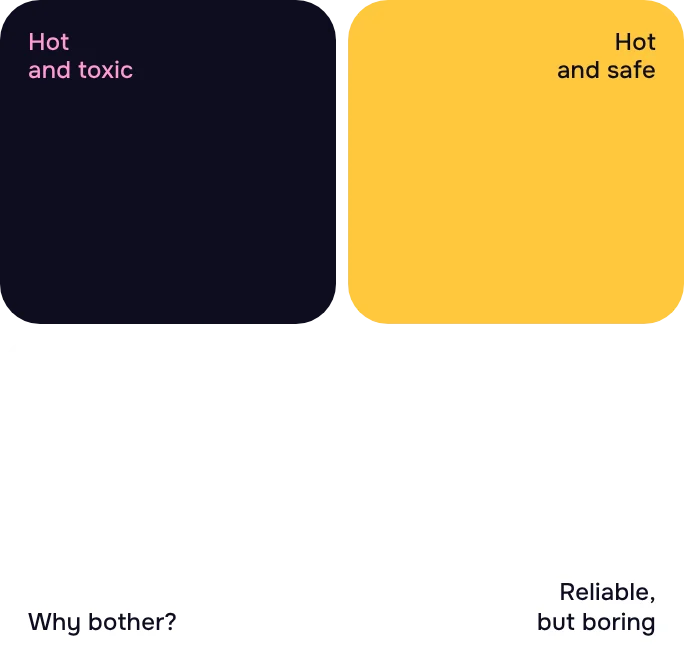 Hot
and toxic
Hot
and safe
Why bother?
Reliable,
but boring